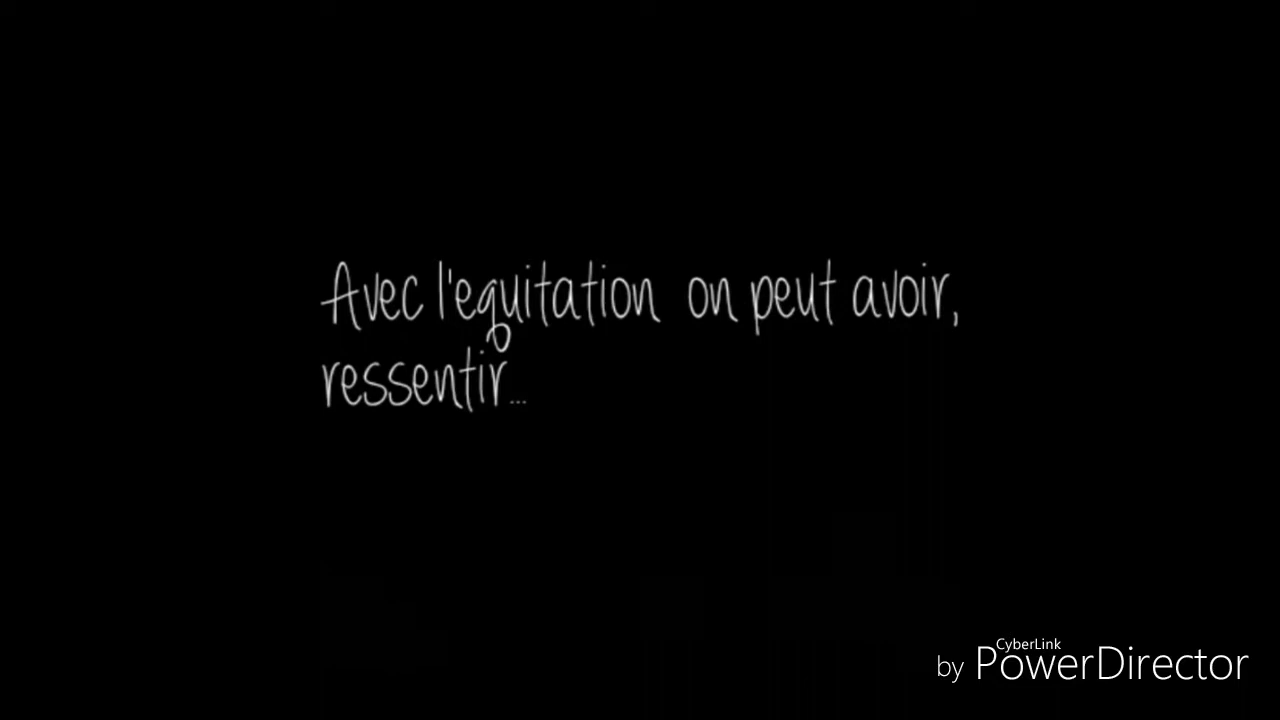 Avec l'equitation on peut avoir,
ressentir...
CyberLink
by PowerDirector